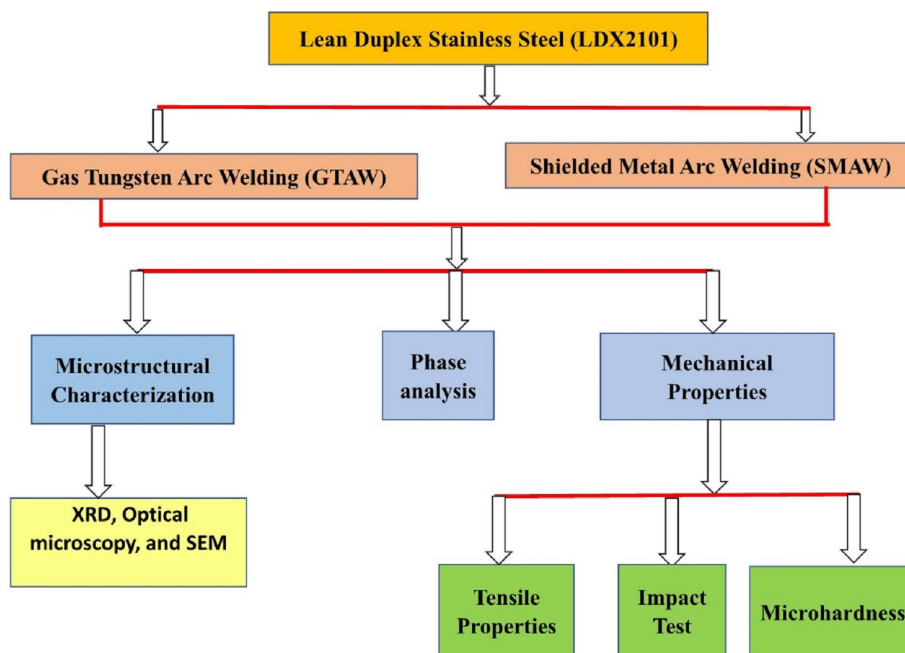 Lean Duplex Stainless Steel (LDX2101)
Gas Tungsten Arc Welding (GTAW)
Shielded Metal Arc Welding (SMAW)
Microstructural
Characterization
Phase
analysis
Mechanical
Properties
XRD, Optical
microscopy, and SEM
Tensile
Properties
Impact
Test
Microhardness